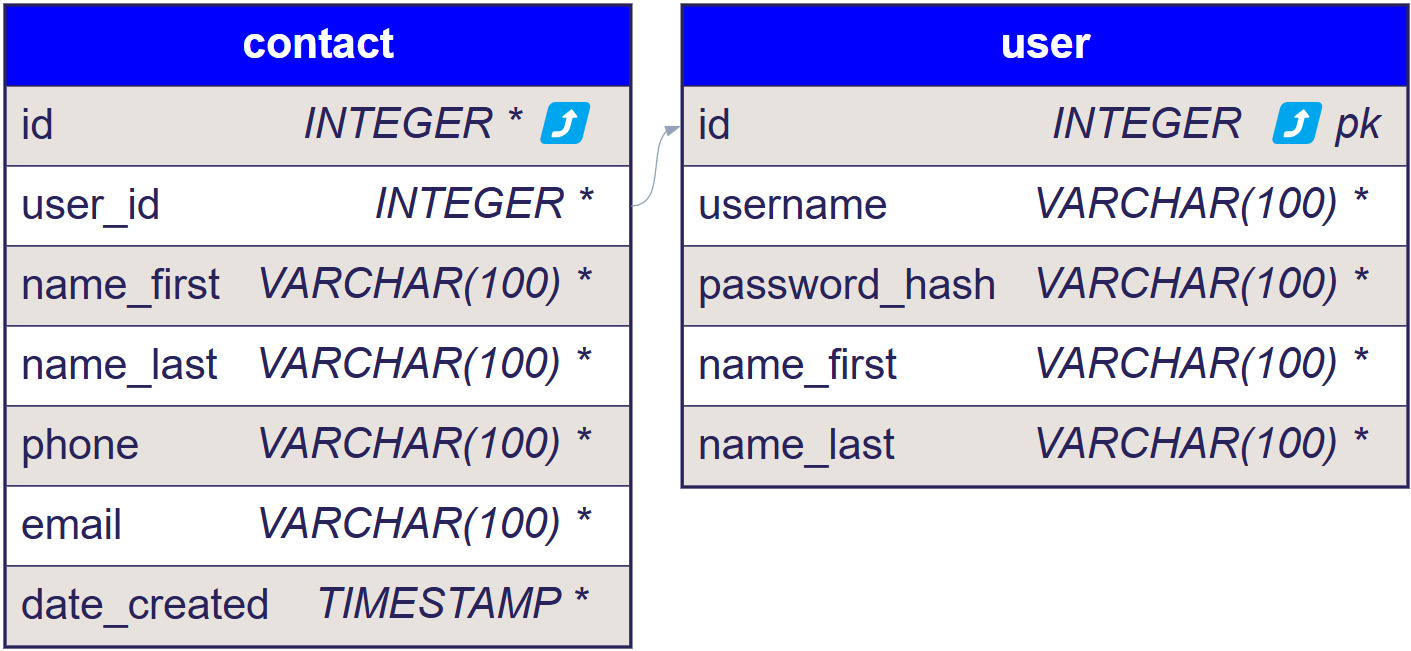 contact
id INTEGER * ⤴
user_id INTEGER *
name_first VARCHAR(100) *
name_last VARCHAR(100) *
phone VARCHAR(100) *
email VARCHAR(100) *
date_created TIMESTAMP *
user
id INTEGER ⤴ pk
username VARCHAR(100) *
password_hash VARCHAR(100) *
name_first VARCHAR(100) *
name_last VARCHAR(100) *